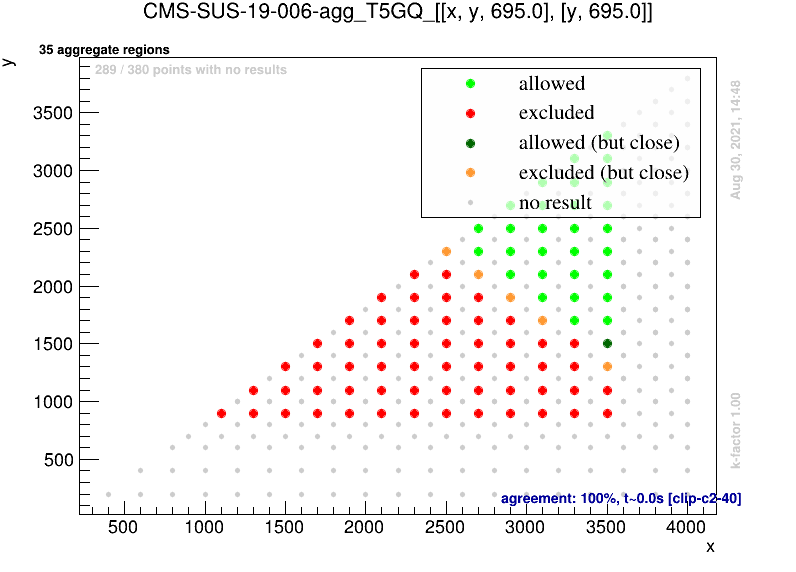 CMS-SUS-19-006-agg_T5GQ_[[x, y, 695.0], [y, 695.0]]
35 aggregate regions
289 / 380 points with no results
y
allowed
excluded
allowed (but close)
excluded (but close)
no result
3500
3000
2500
2000
1500
1000
500
Aug 30, 2021, 14:48
k-factor 1.00
agreement: 100%, t~0.0s [clip-c2-40]
500 1000 1500 2000 2500 3000 3500 4000
x